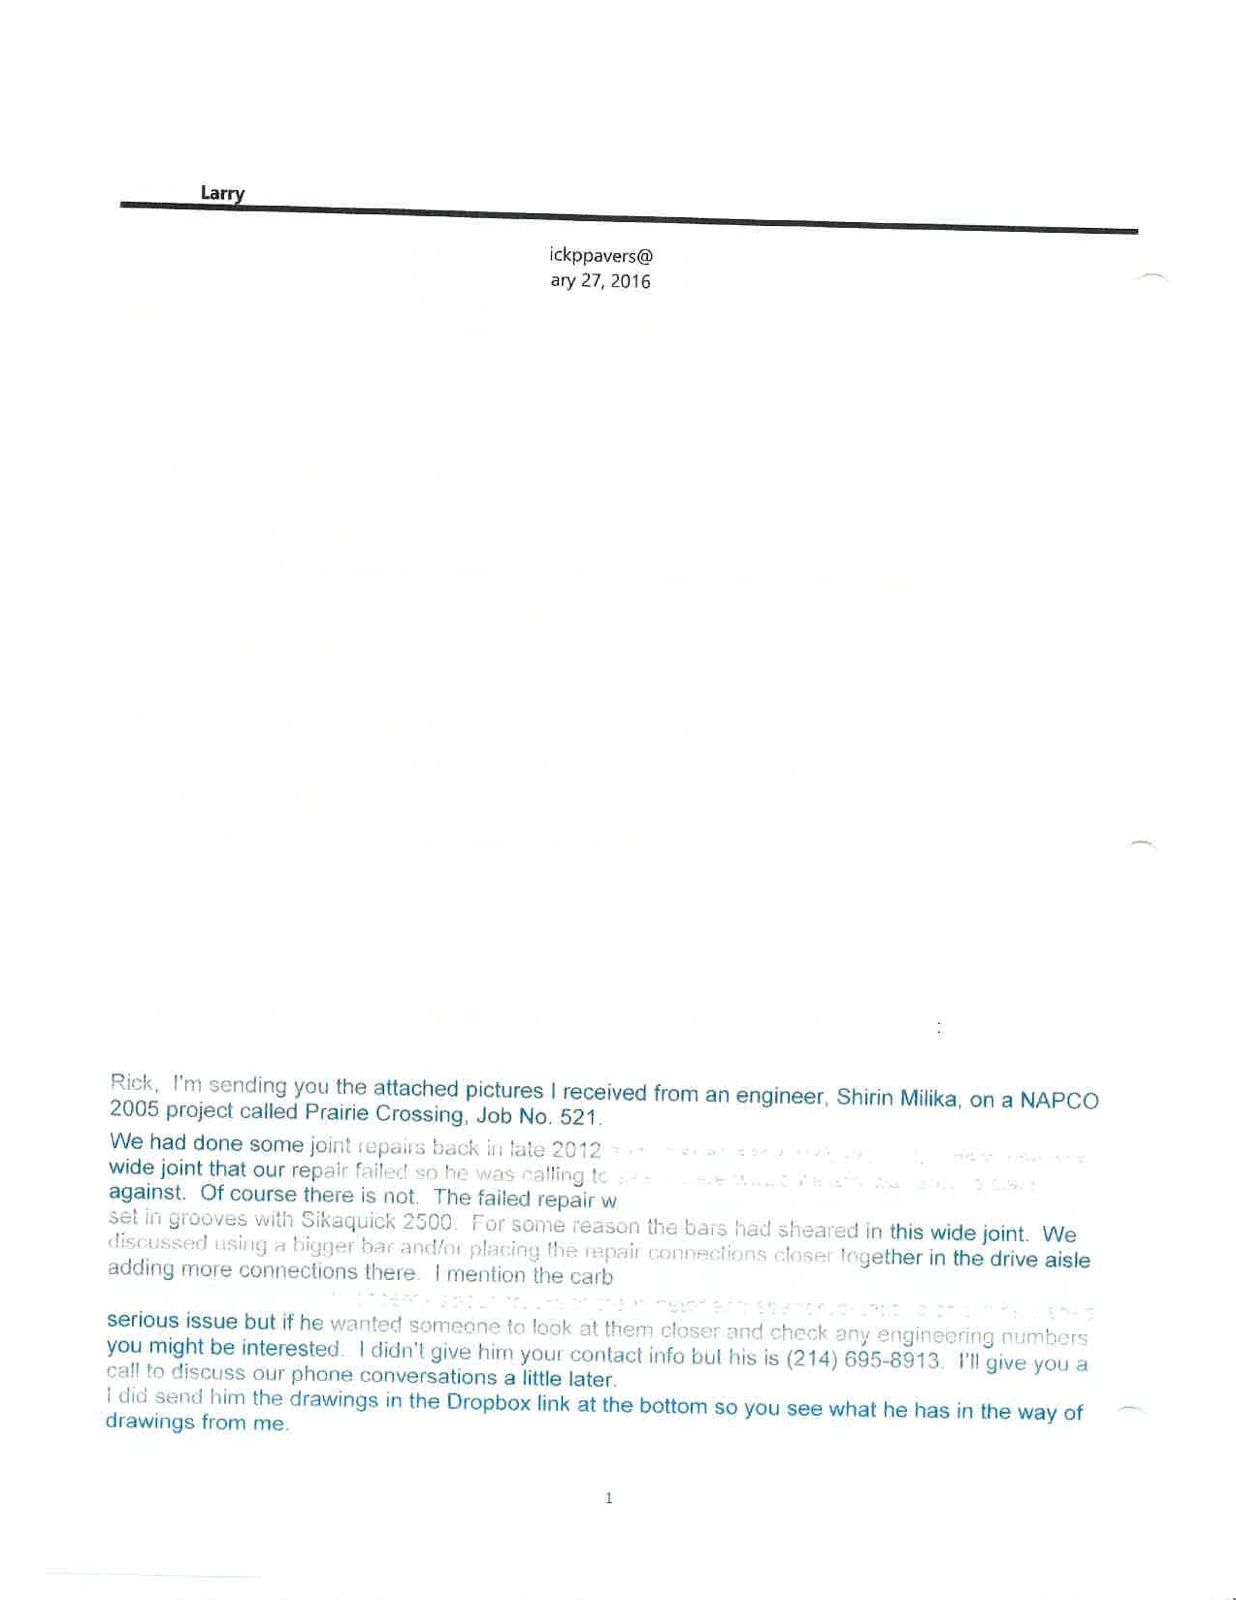 Larry
ickppavers@
ary 27, 2016
:
Rick, I'm sending you the attached pictures I received from an engineer, Shirin Milika, on a NAPCO
2005 project called Prairie Crossing, Job No. 521.
We had done some joint repairs back in late 2012
wide joint that our repair failed so he was calling to
against. Of course there is not. The failed repair w
set in grooves with Sikaquick 2500. For some reason the bars had sheared in this wide joint. We
discussed using a bigger bar and/or placing the repair connections closer together in the drive aisle
adding more connections there. I mention the carb
serious issue but if he wanted someone to look at them closer and check any engineering numbers
you might be interested. I didn't give him your contact info but his is (214) 695-8913. I'll give you a
call to discuss our phone conversations a little later.
I did send him the drawings in the Dropbox link at the bottom so you see what he has in the way of
drawings from me.
1